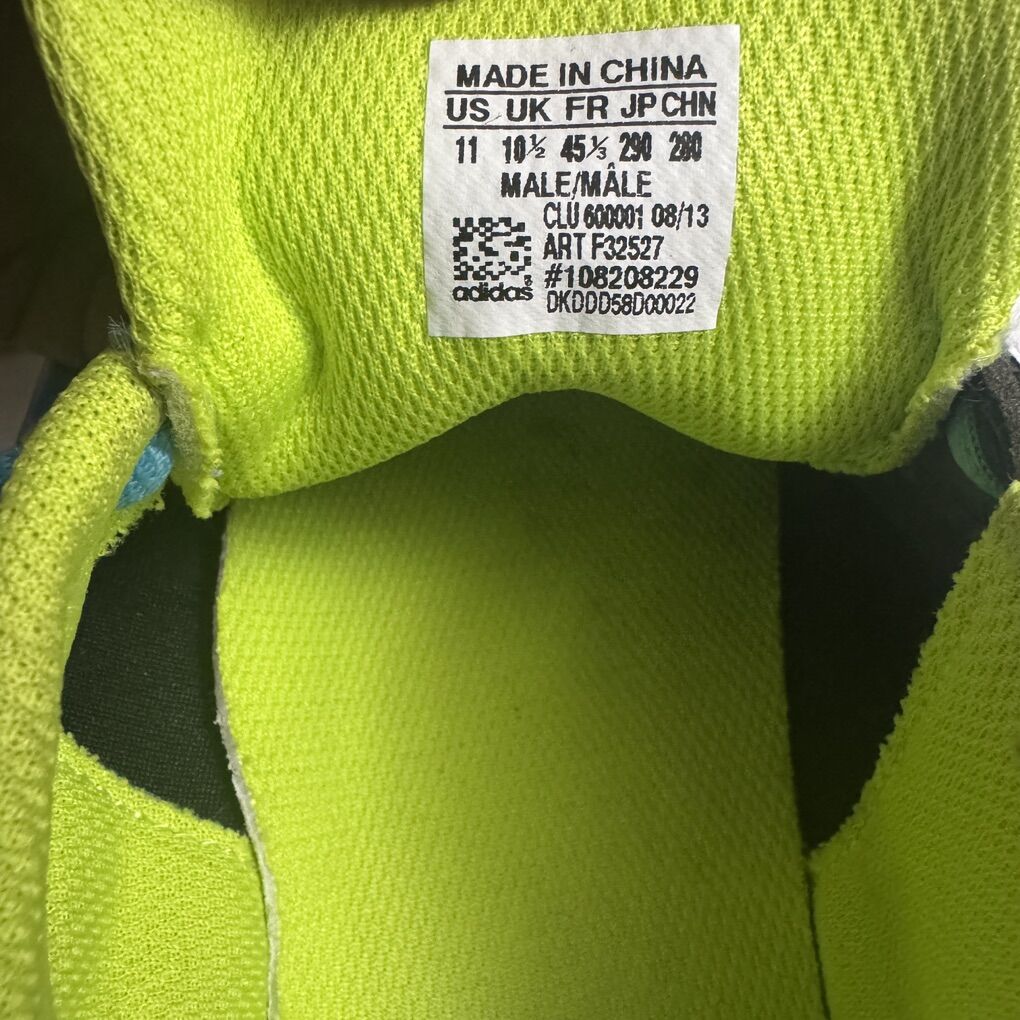 MADE IN CHINA
US UK FR JP CHN
11 10½ 45⅓ 290 280
MALE/MÂLE
CLU 600001 08/13
ART F32527
#108208229
adidas
DKDDD58D00022